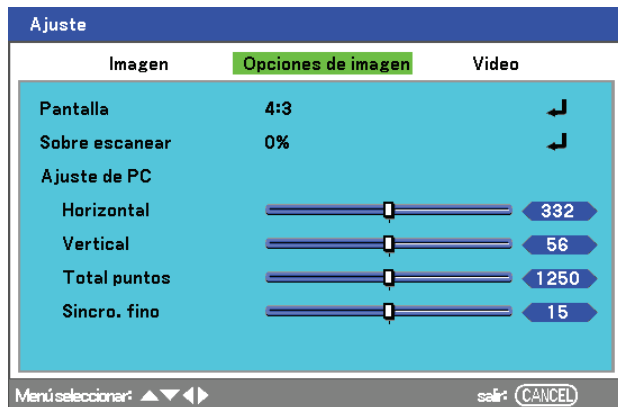 Ajuste
Imagen Opciones de imagen Video
Pantalla 4:3
Sobre escanear 0%
Ajuste de PC
Horizontal 332
Vertical 56
Total puntos 1250
Sincro. fino 15
Menú seleccionar: ▲▼◀▶ salir: CANCEL